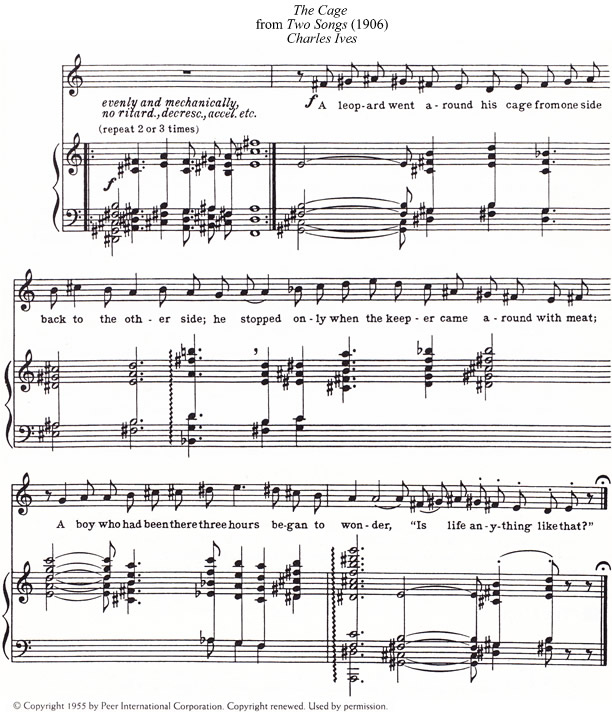 The Cage
from Two Songs (1906)
Charles Ives
evenly and mechanically,
no ritard., decresc., accel. etc.
(repeat 2 or 3 times)
f A leop-ard went a-round his cage from one side
f
back to the oth-er side; he stopped on-ly when the keep-er came a-round with meat;
A boy who had been there three hours be-gan to won-der, "Is life an-y-thing like that?"
© Copyright 1955 by Peer International Corporation. Copyright renewed. Used by permission.